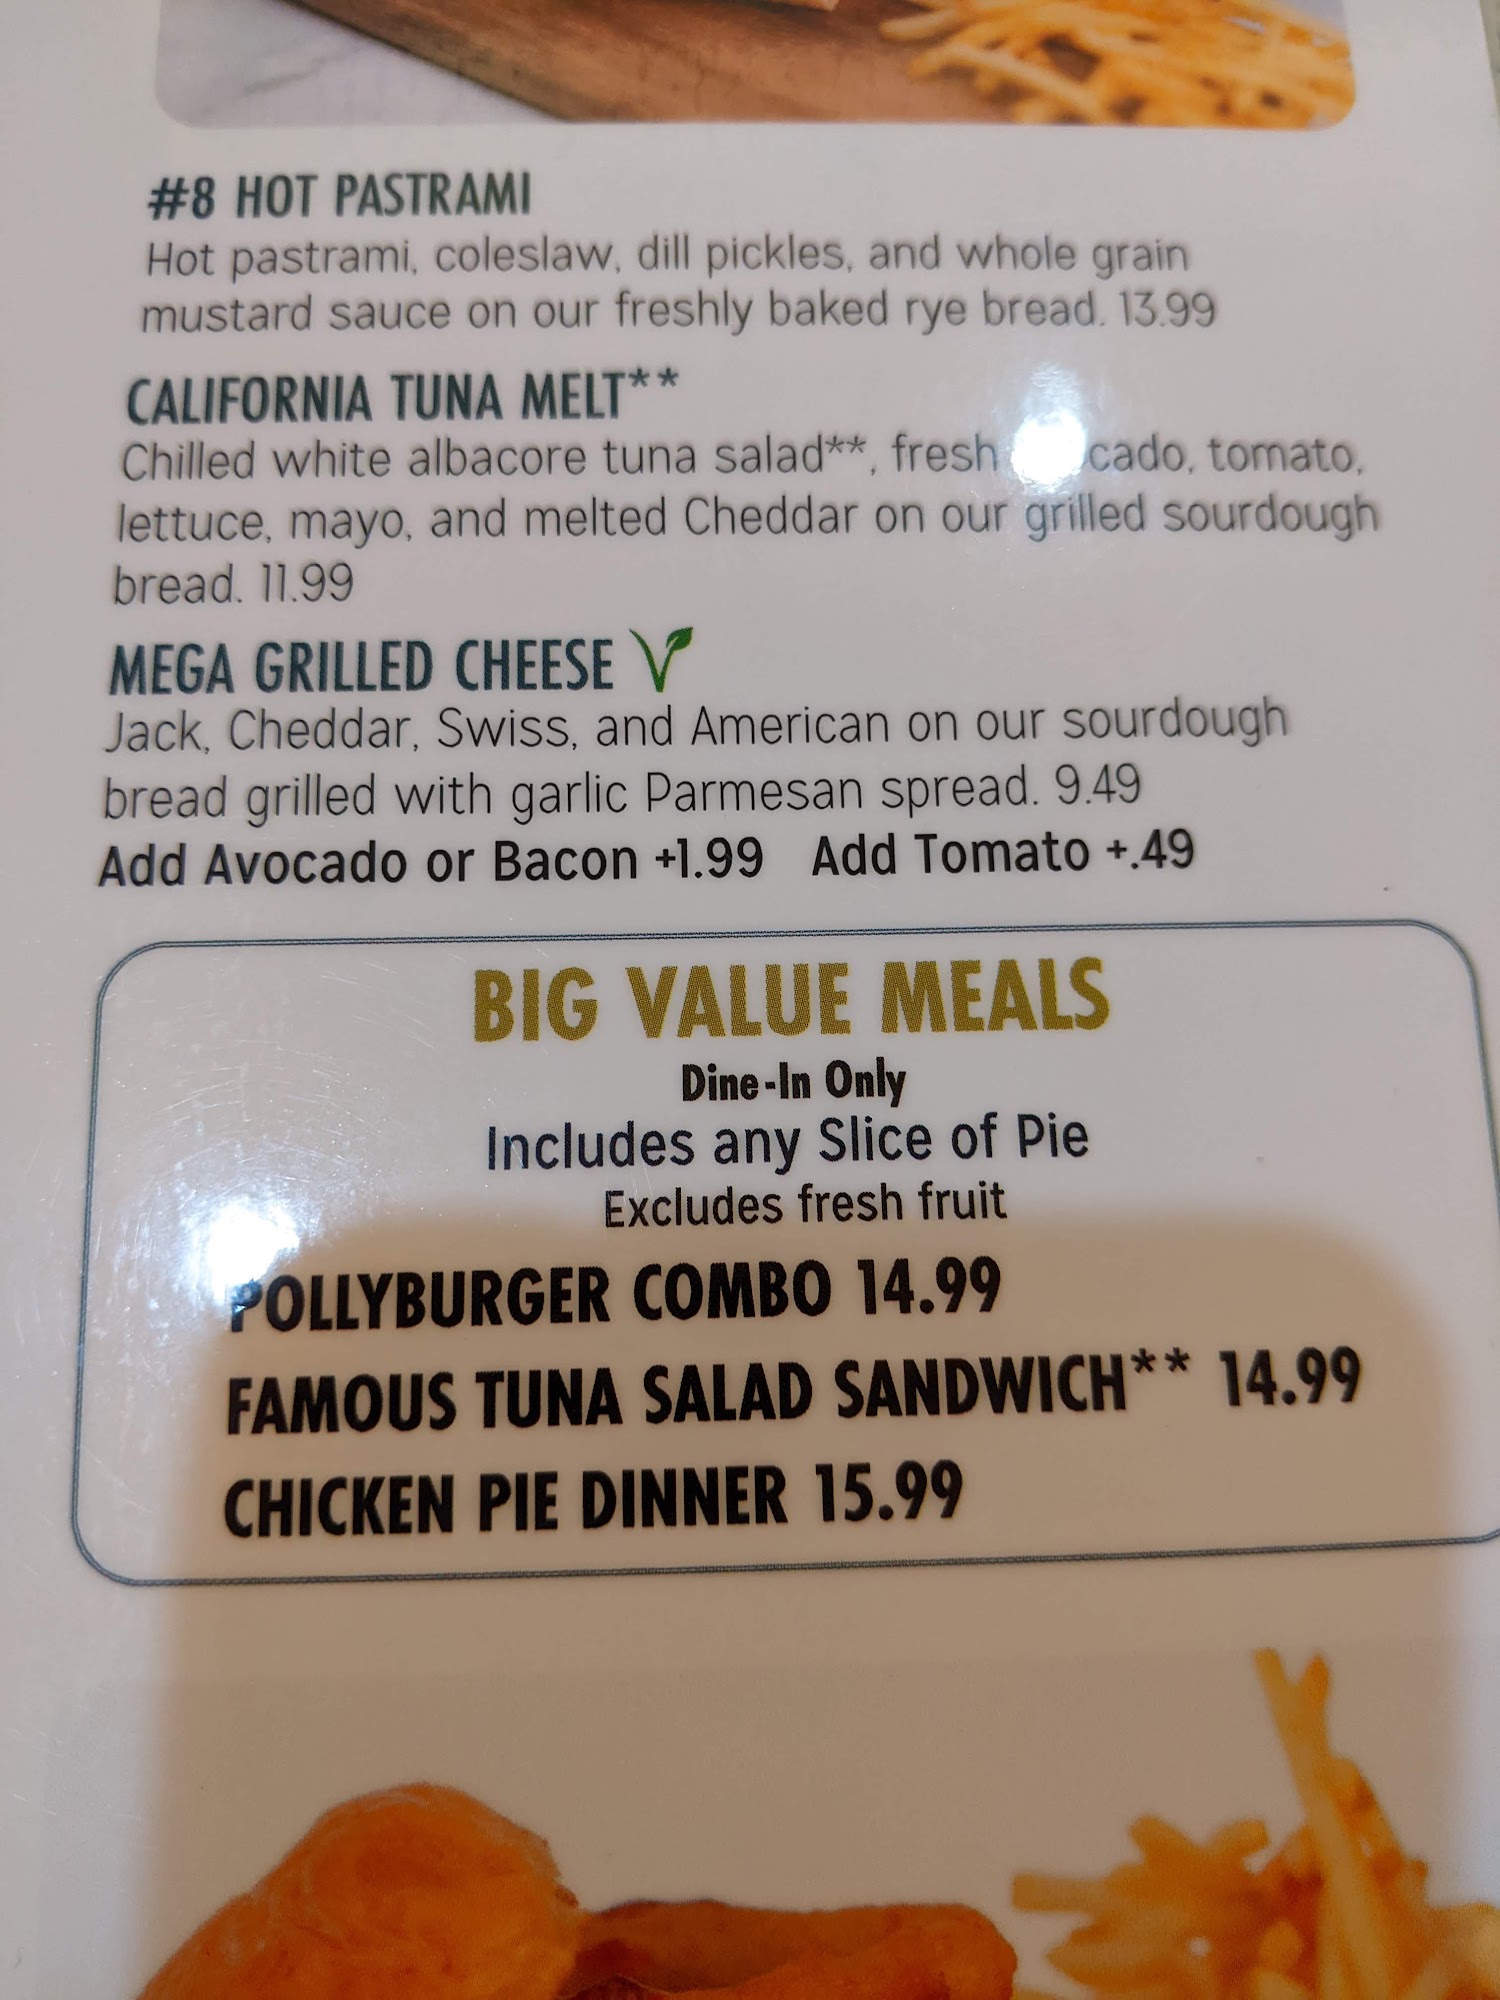 #8 HOT PASTRAMI
Hot pastrami, coleslaw, dill pickles, and whole grain
mustard sauce on our freshly baked rye bread. 13.99
CALIFORNIA TUNA MELT**
Chilled white albacore tuna salad**, fresh tomato,
lettuce, mayo, and melted Cheddar on our grilled sourdough
bread. 11.99
MEGA GRILLED CHEESE
Jack, Cheddar, Swiss, and American on our sourdough
bread grilled with garlic Parmesan spread. 9.49
Add Avocado or Bacon +1.99 Add Tomato +.49
BIG VALUE MEALS
Dine-In Only
Includes any Slice of Pie
Excludes fresh fruit
POLLYBURGER COMBO 14.99
FAMOUS TUNA SALAD SANDWICH** 14.99
CHICKEN PIE DINNER 15.99